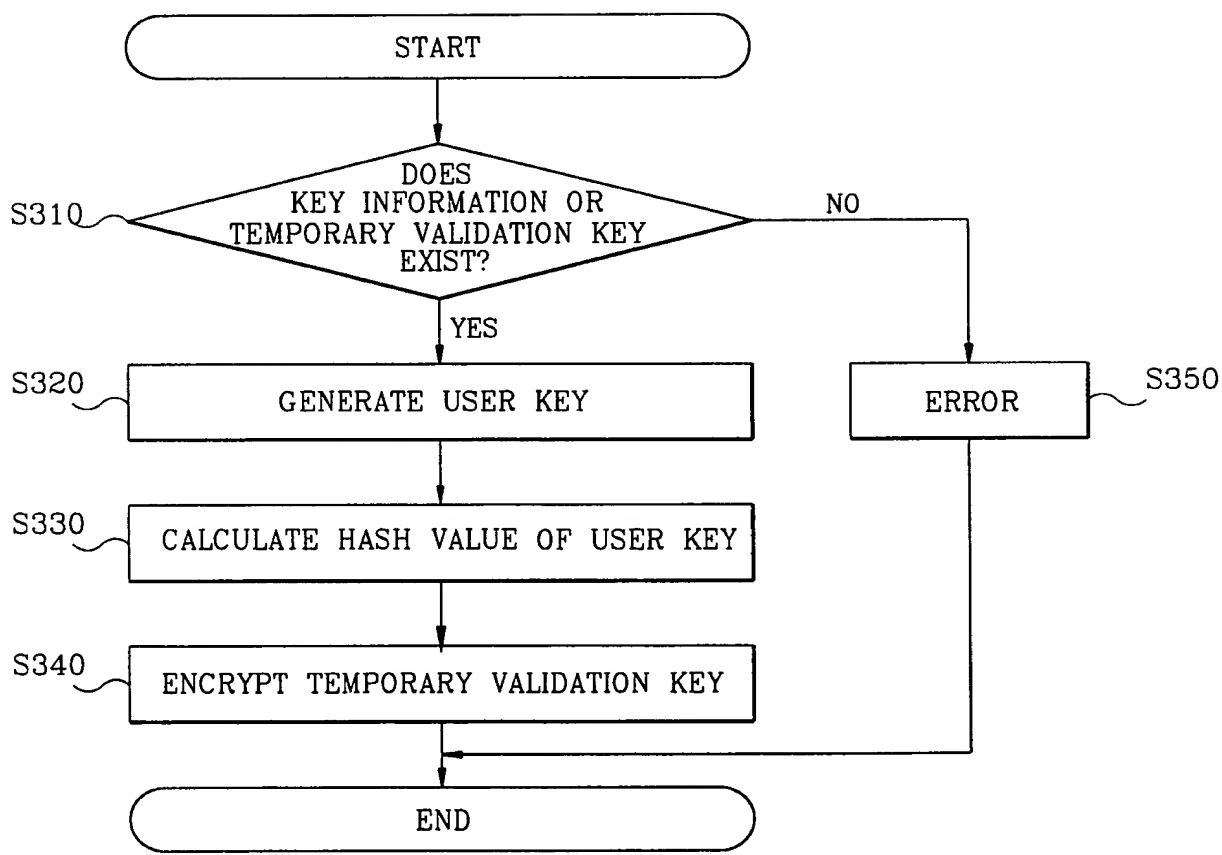 START
S310
DOES
KEY INFORMATION OR
TEMPORARY VALIDATION KEY
EXIST?
NO
YES
S320
GENERATE USER KEY
ERROR
S350
S330
CALCULATE HASH VALUE OF USER KEY
S340
ENCRYPT TEMPORARY VALIDATION KEY
END